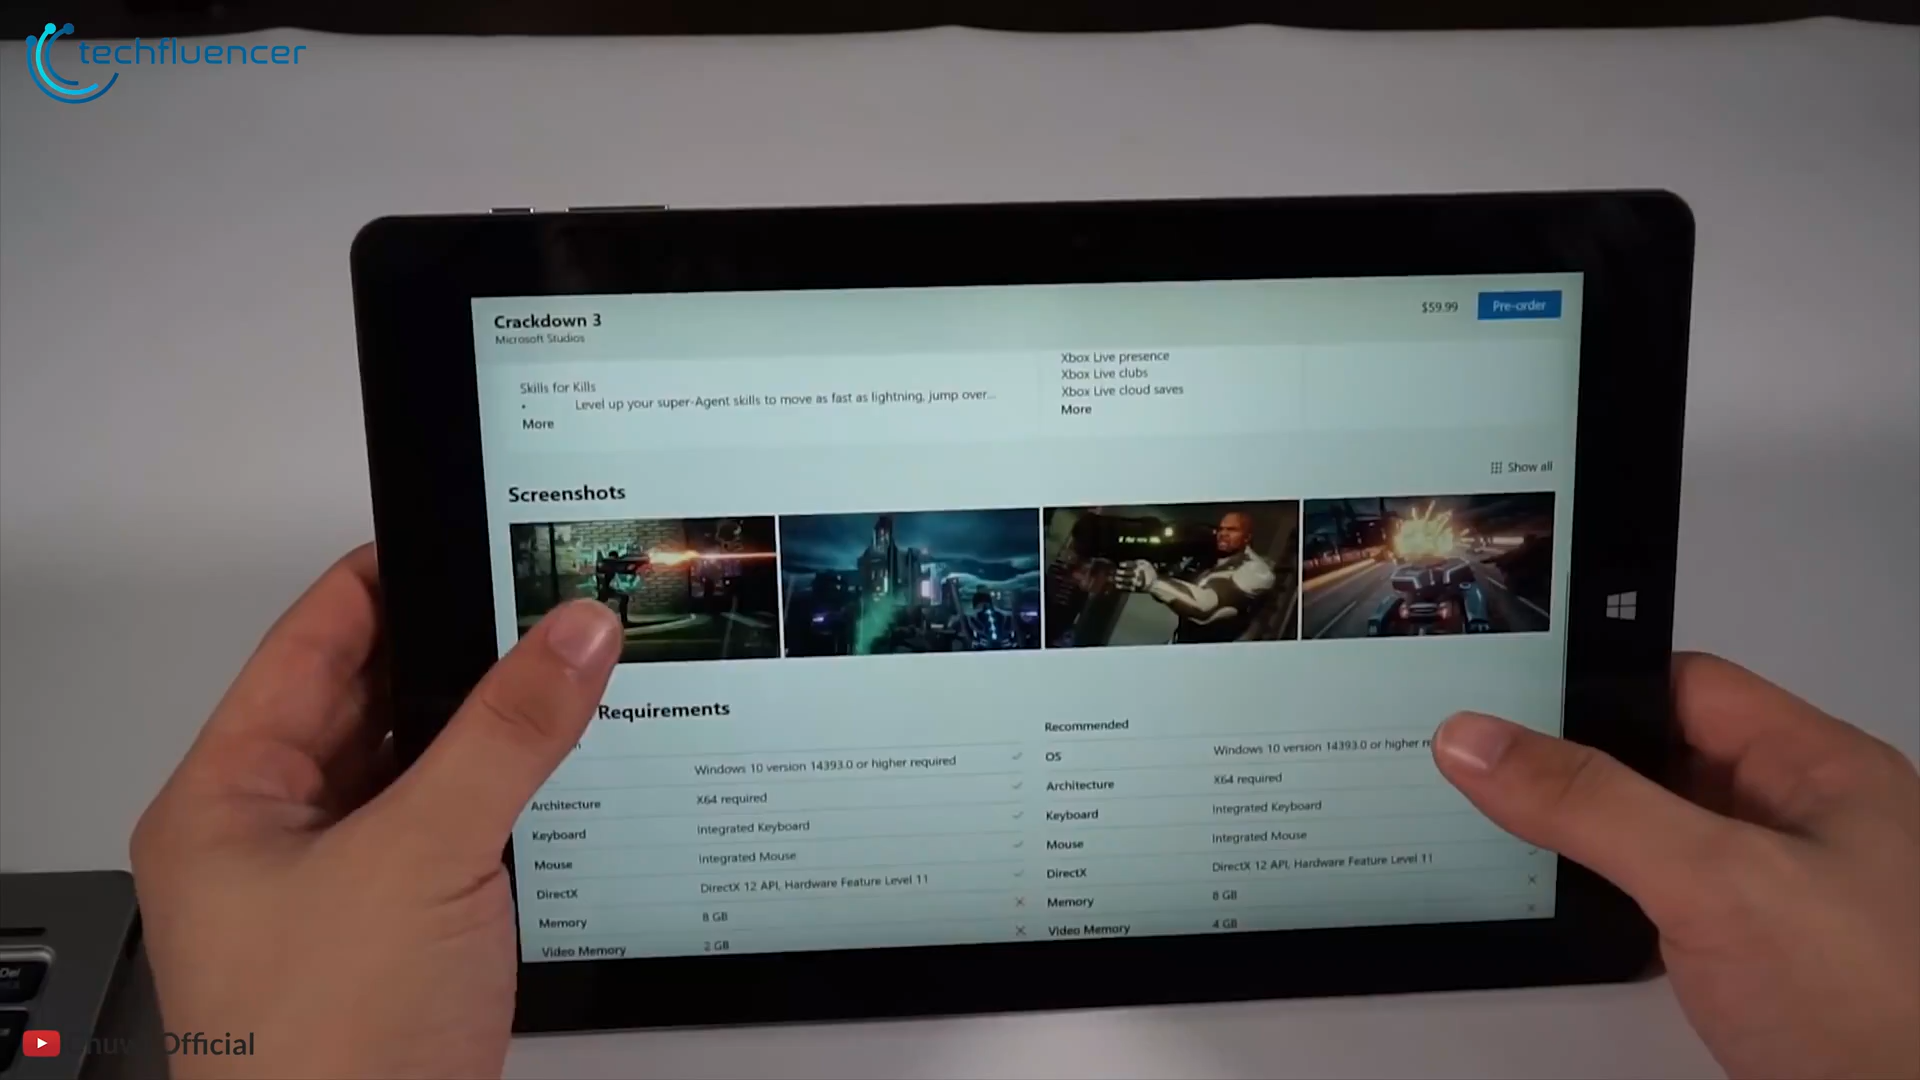 techfluencer
Crackdown 3
Microsoft Studios
$59.99
Pre-order
Skills for Kills
• Level up your super-Agent skills to move as fast as lightning, jump over...
More
Xbox Live presence
Xbox Live clubs
Xbox Live cloud saves
More
Show all
Screenshots
Requirements
Windows 10 version 14393.0 or higher required
Architecture X64 required
Keyboard Integrated Keyboard
Mouse Integrated Mouse
DirectX DirectX 12 API, Hardware Feature Level 11
Memory 8 GB
Video Memory 2 GB
Recommended
OS Windows 10 version 14393.0 or higher
Architecture X64 required
Keyboard Integrated Keyboard
Mouse Integrated Mouse
DirectX DirectX 12 API, Hardware Feature Level 11
Memory 8 GB
Video Memory 4 GB
Del
Official